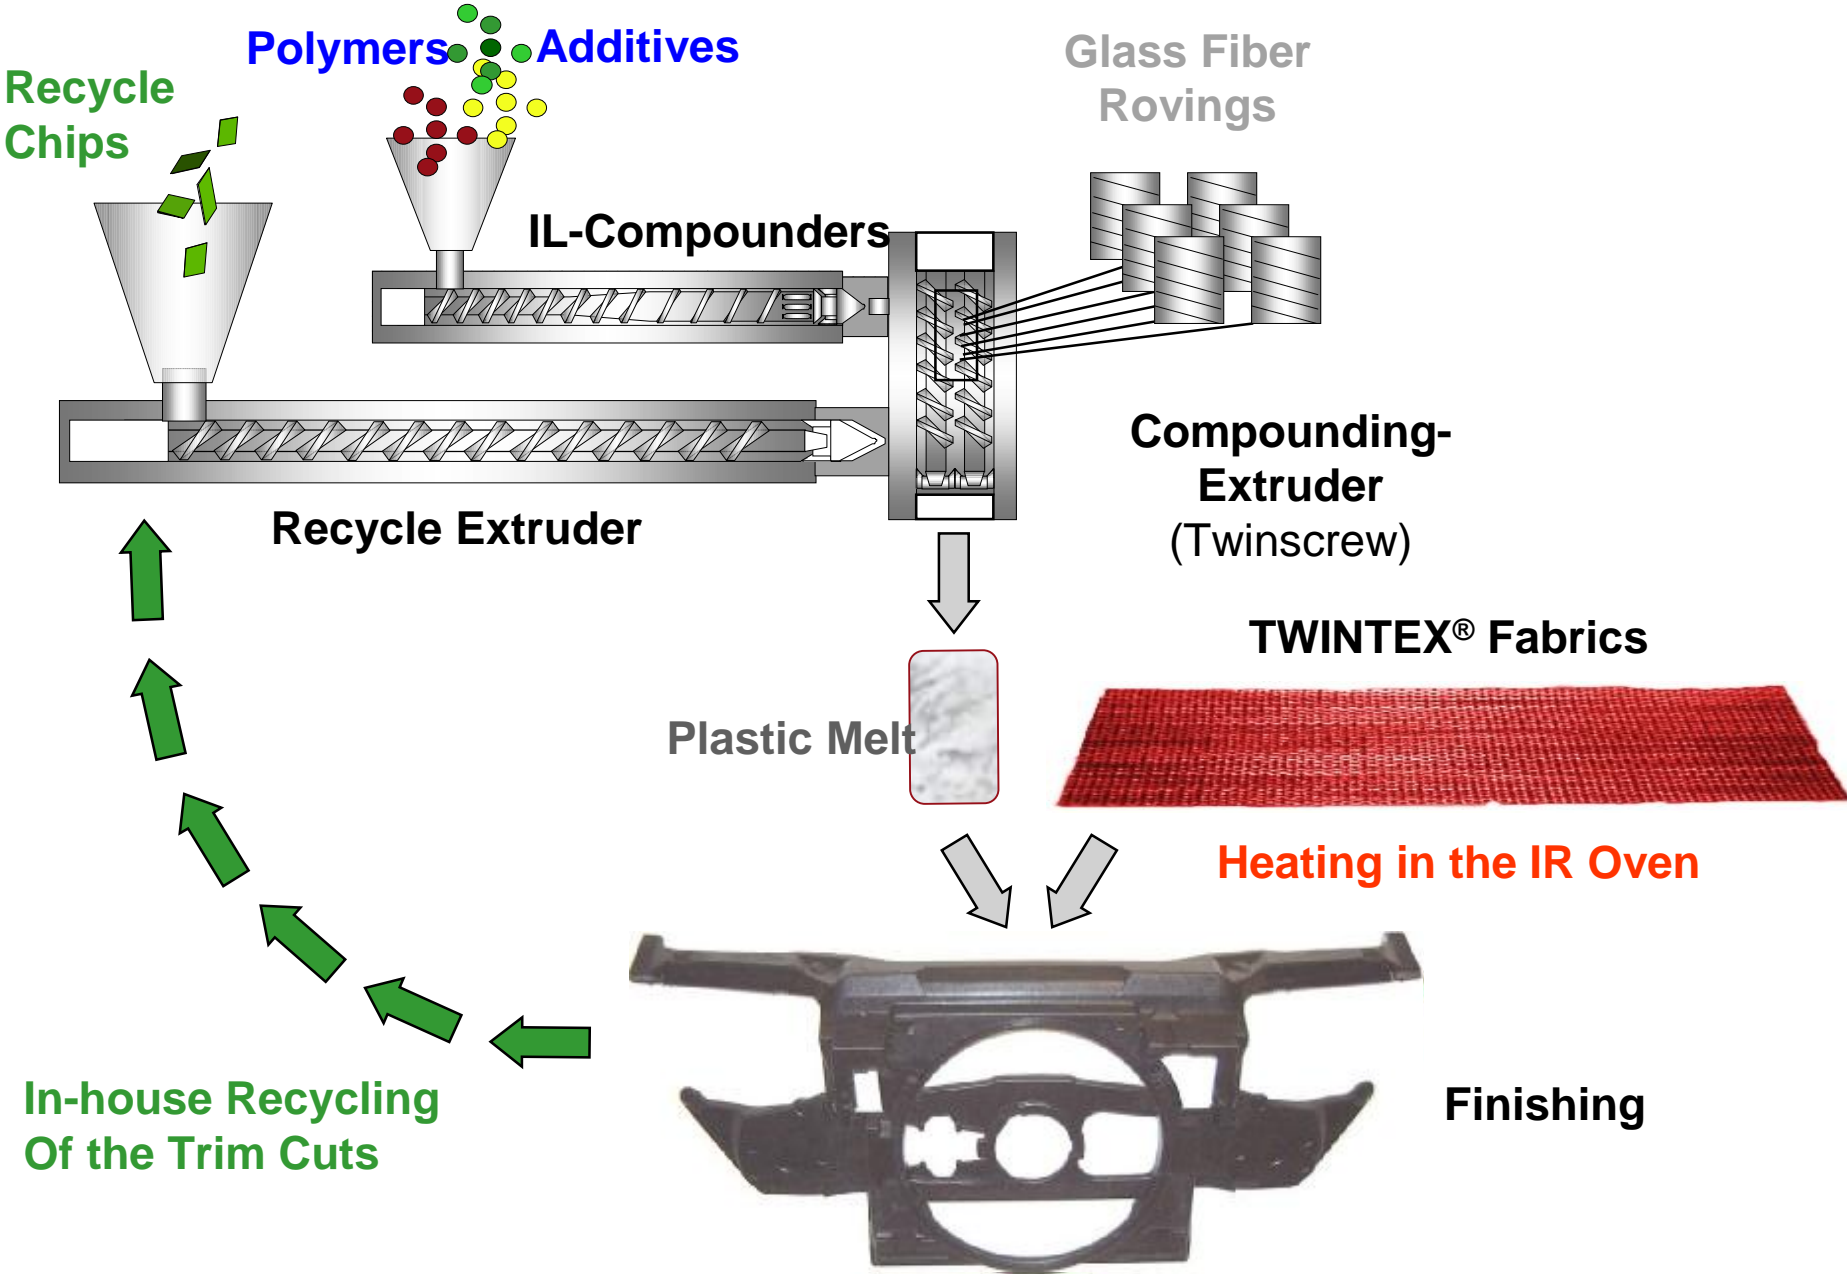 Polymers
Additives
Glass Fiber
Rovings
Recycle
Chips
IL-Compounders
Compounding-
Extruder
(Twinscrew)
Recycle Extruder
TWINTEX® Fabrics
Plastic Melt
Heating in the IR Oven
In-house Recycling
Of the Trim Cuts
Finishing